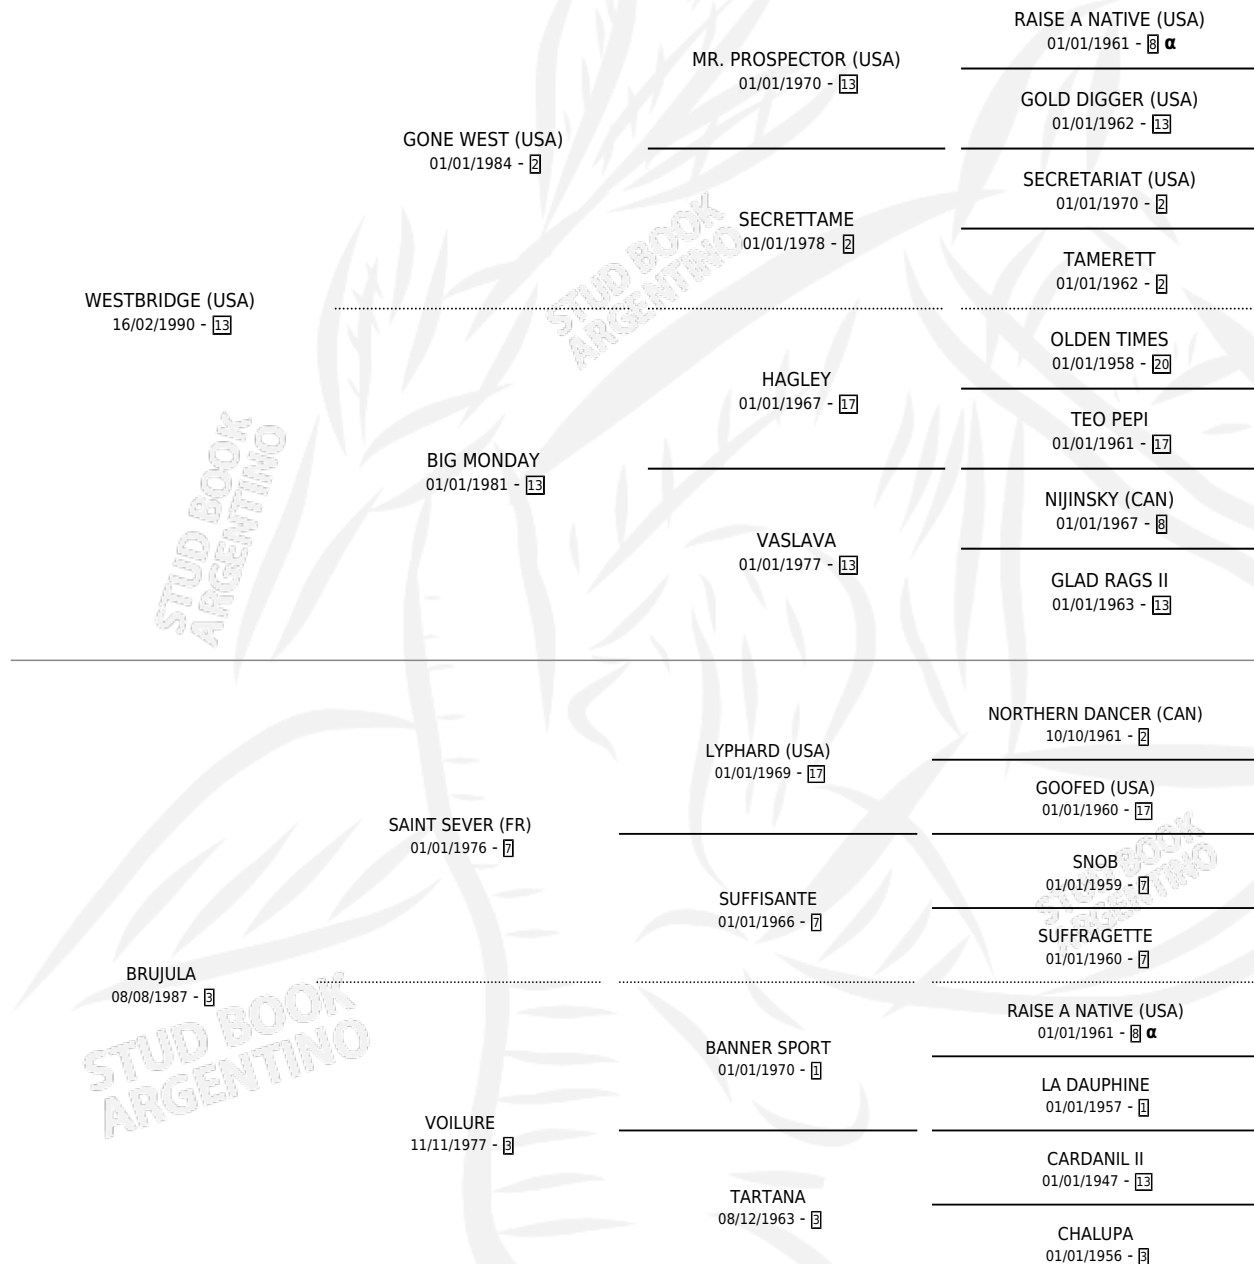 RAISE A NATIVE (USA)
01/01/1961 - 8 α
MR. PROSPECTOR (USA)
01/01/1970 - 13
GOLD DIGGER (USA)
01/01/1962 - 13
GONE WEST (USA)
01/01/1984 - 2
SECRETARIAT (USA)
01/01/1970 - 2
SECRETTAME
01/01/1978 - 2
TAMERETT
01/01/1962 - 2
STUD BOOK
ARGENTINO
WESTBRIDGE (USA)
16/02/1990 - 13
OLDEN TIMES
01/01/1958 - 20
HAGLEY
01/01/1967 - 17
TEO PEPI
01/01/1961 - 17
BIG MONDAY
01/01/1981 - 13
NIJINSKY (CAN)
01/01/1967 - 8
VASLAVA
01/01/1977 - 13
GLAD RAGS II
01/01/1963 - 13
STUD BOOK
ARGENTINO
NORTHERN DANCER (CAN)
10/10/1961 - 2
LYPHARD (USA)
01/01/1969 - 17
GOOFED (USA)
01/01/1960 - 17
SAINT SEVER (FR)
01/01/1976 - 7
SNOB
01/01/1959 - 7
STUD BOOK
ARGENTINO
SUFFISANTE
01/01/1966 - 7
SUFFRAGETTE
01/01/1960 - 7
BRUJULA
08/08/1987 - 3
STUD BOOK
ARGENTINO
RAISE A NATIVE (USA)
01/01/1961 - 8 α
BANNER SPORT
01/01/1970 - 1
LA DAUPHINE
01/01/1957 - 1
VOILURE
11/11/1977 - 3
CARDANIL II
01/01/1947 - 13
TARTANA
08/12/1963 - 3
CHALUPA
01/01/1956 - 3